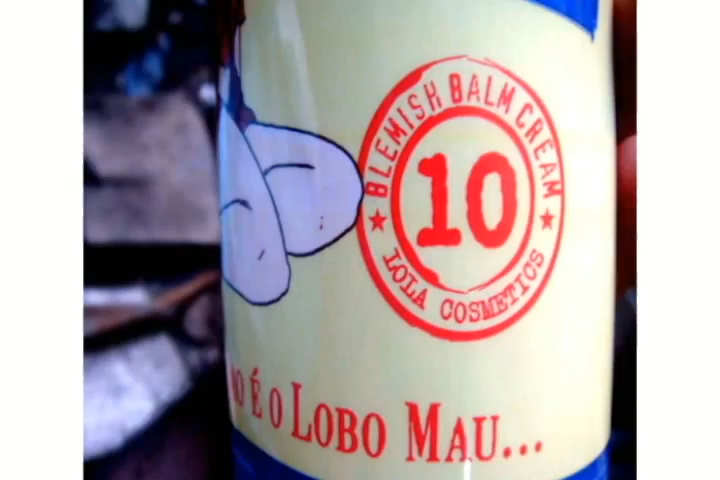 BLEMISH BALM CREAM
10
LOLA COSMETICS
É O LOBO MAU...